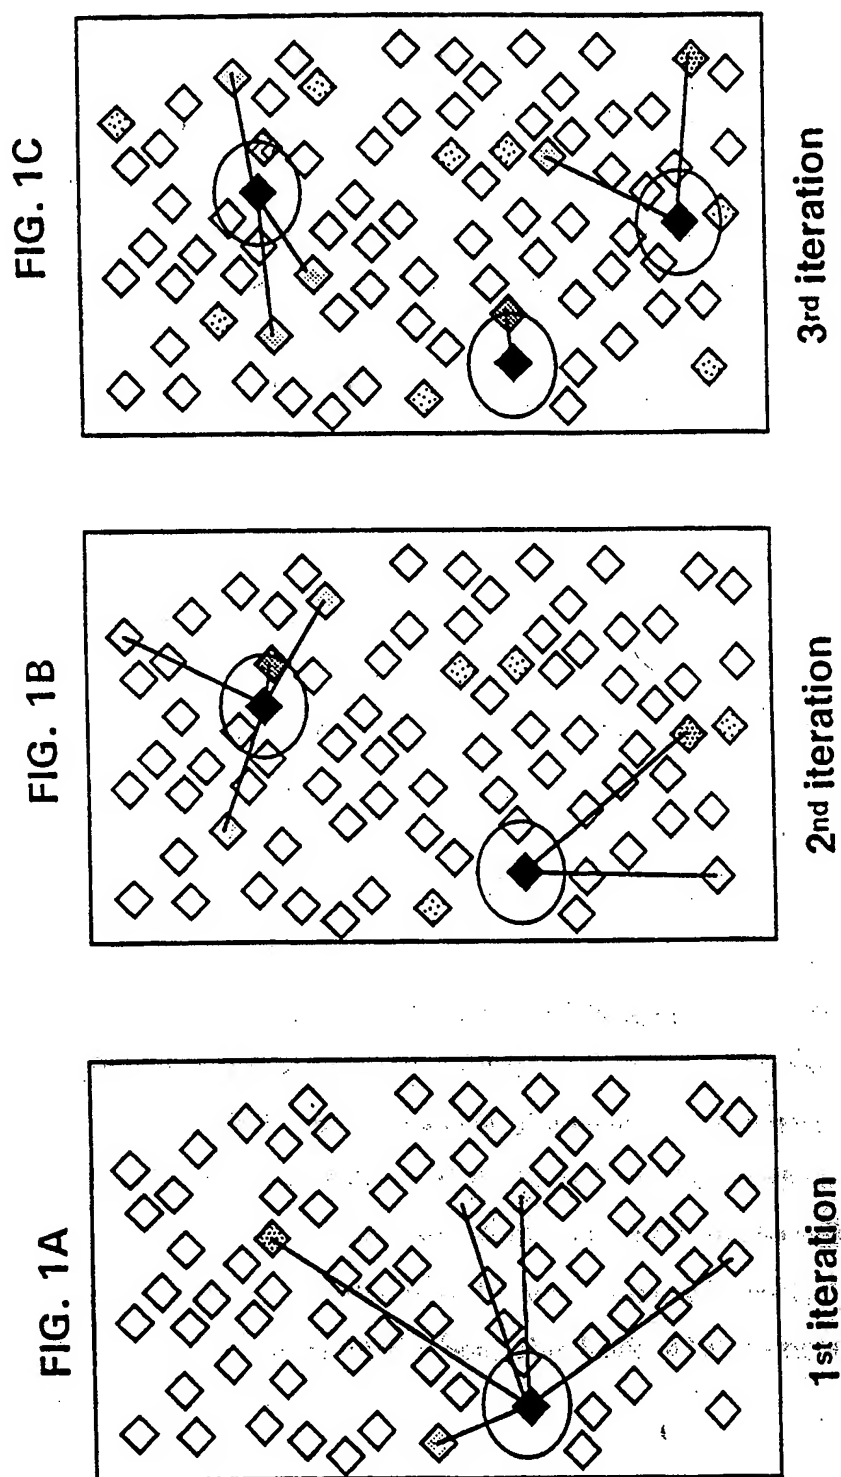 FIG. 1A
1st iteration
FIG. 1B
2nd iteration
FIG. 1C
3rd iteration